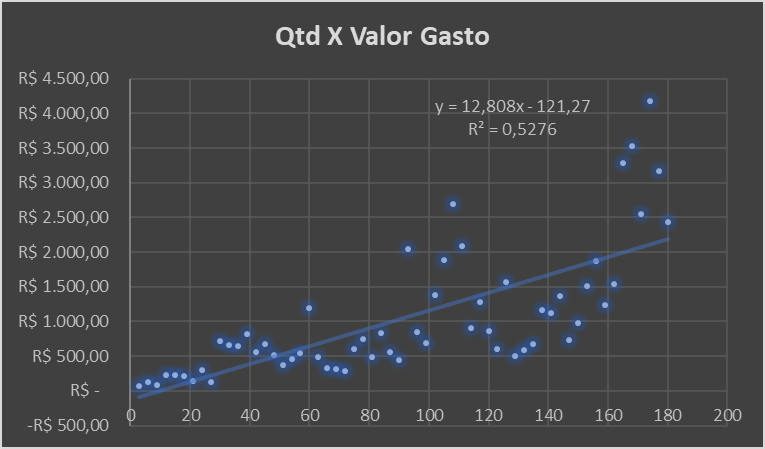 Qtd X Valor Gasto
R$ 4.500,00
R$ 4.000,00
R$ 3.500,00
R$ 3.000,00
R$ 2.500,00
R$ 2.000,00
R$ 1.500,00
R$ 1.000,00
R$ 500,00
R$ -
-R$ 500,00
y = 12,808x - 121,27
R² = 0,5276
0 20 40 60 80 100 120 140 160 180 200